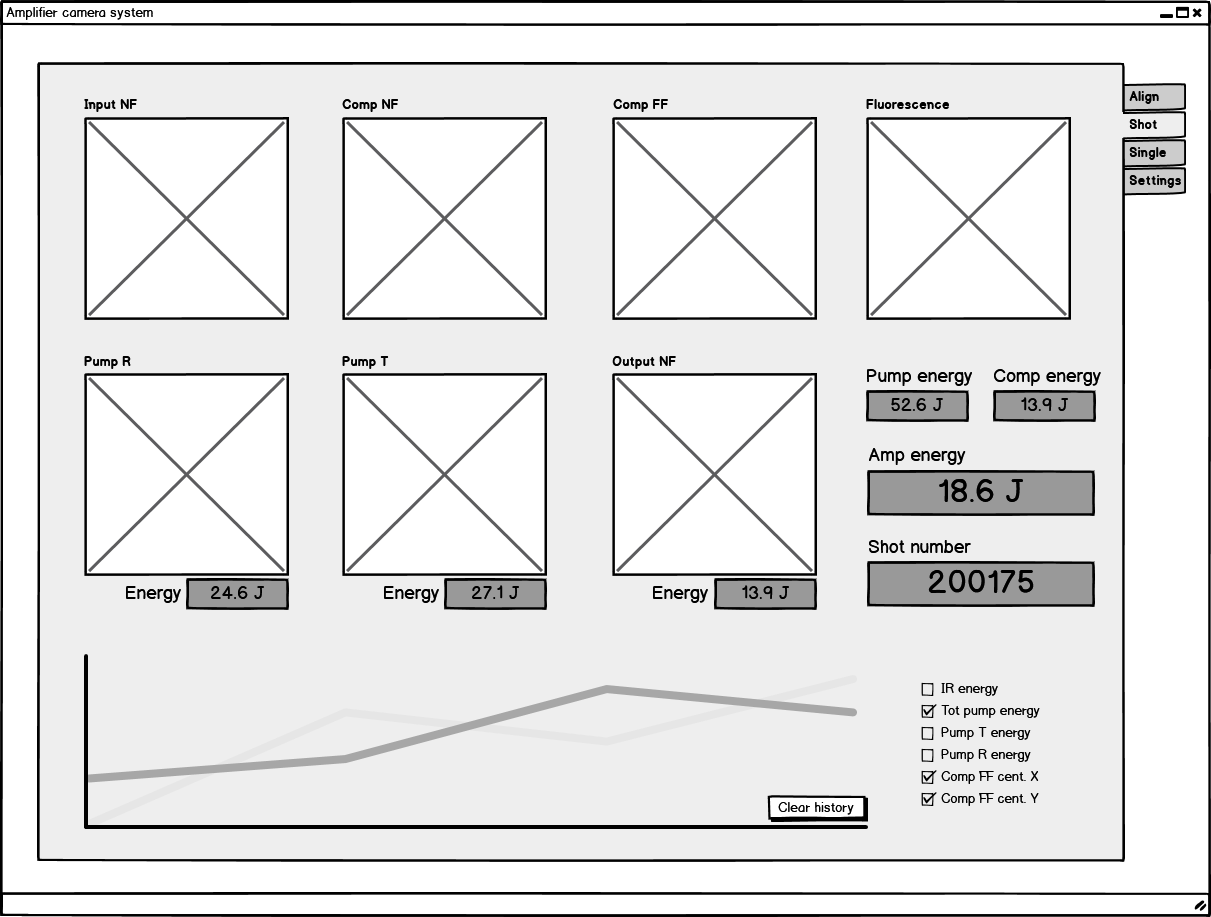 Amplifier camera system
Align
Shot
Single
Settings
Input NF
Comp NF
Comp FF
Fluorescence
Pump R
Pump T
Output NF
Pump energy
Comp energy
52.6 J
13.9 J
Amp energy
18.6 J
Shot number
200175
Energy 24.6 J
Energy 27.1 J
Energy 13.9 J
IR energy
Tot pump energy
Pump T energy
Pump R energy
Comp FF cent. X
Comp FF cent. Y
Clear history